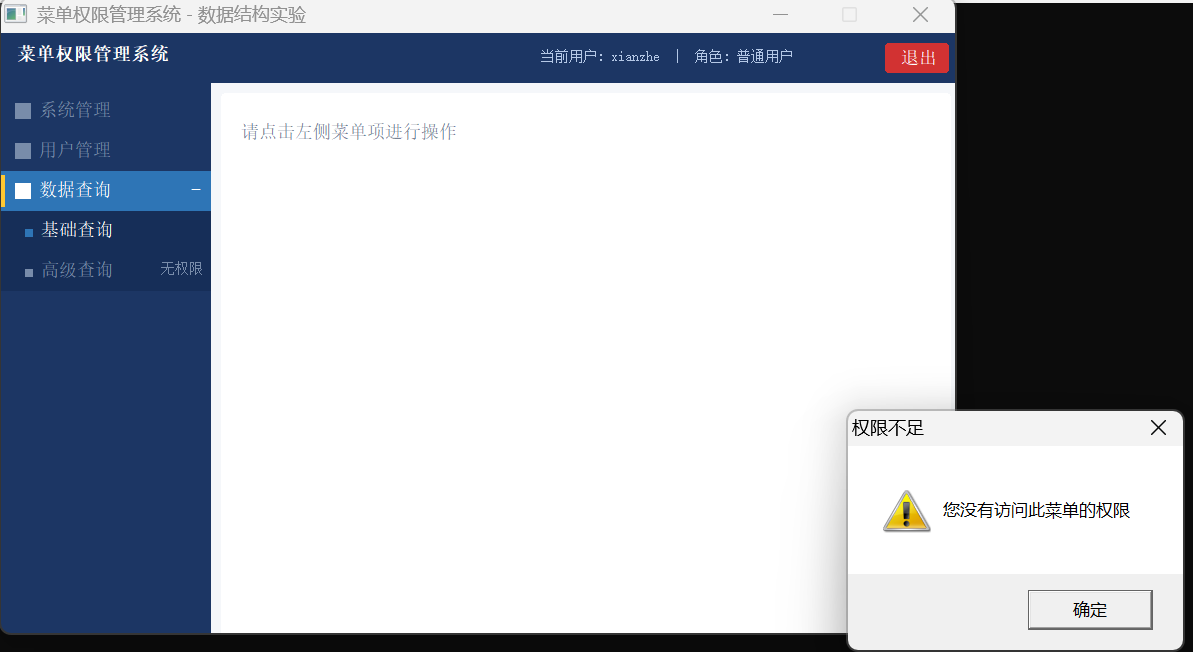 菜单权限管理系统 - 数据结构实验
菜单权限管理系统
当前用户: xianzhe | 角色: 普通用户
退出
系统管理
用户管理
数据查询 −
基础查询
高级查询 无权限
请点击左侧菜单项进行操作
权限不足
您没有访问此菜单的权限
确定